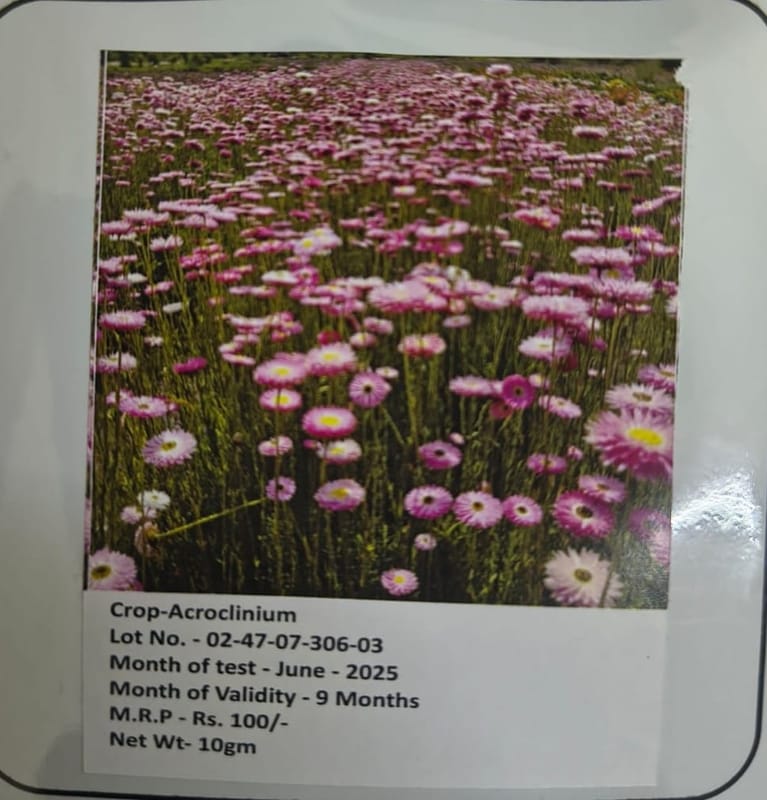 Crop-Acroclinium
Lot No. - 02-47-07-306-03
Month of test - June - 2025
Month of Validity - 9 Months
M.R.P - Rs. 100/-
Net Wt- 10gm